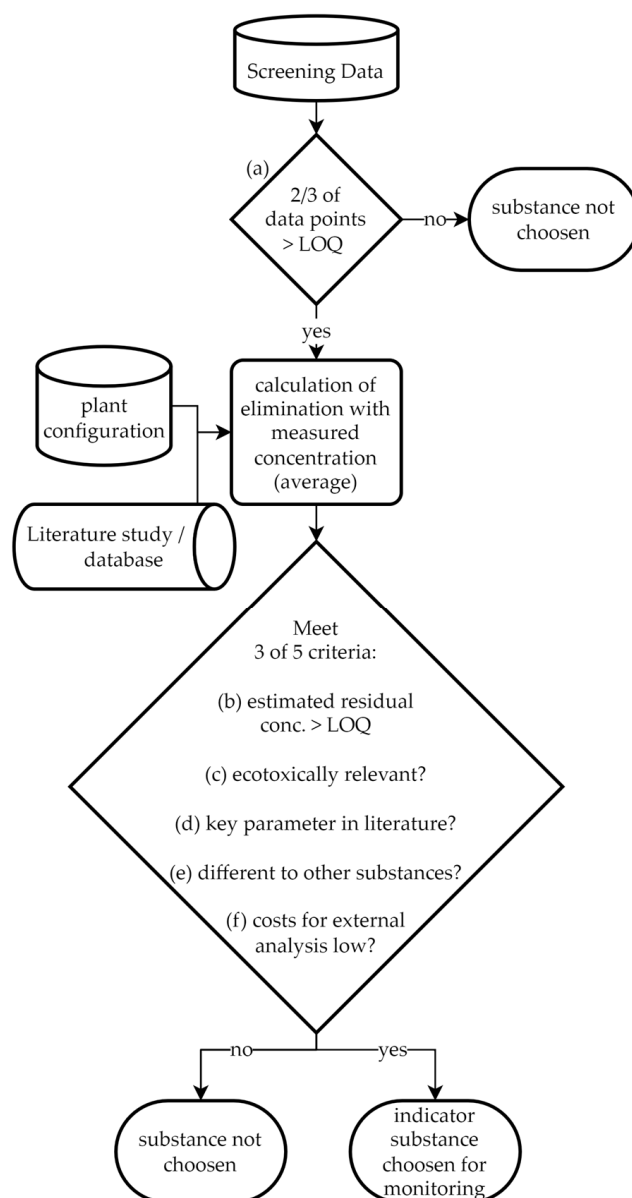 Screening Data
(a)
2/3 of
data points
> LOQ
no
substance not
choosen
yes
plant
configuration
calculation of
elimination with
measured
concentration
(average)
Literature study /
database
Meet
3 of 5 criteria:
(b) estimated residual
conc. > LOQ
(c) ecotoxically relevant?
(d) key parameter in literature?
(e) different to other substances?
(f) costs for external
analysis low?
no
yes
substance not
choosen
indicator
substance
choosen for
monitoring